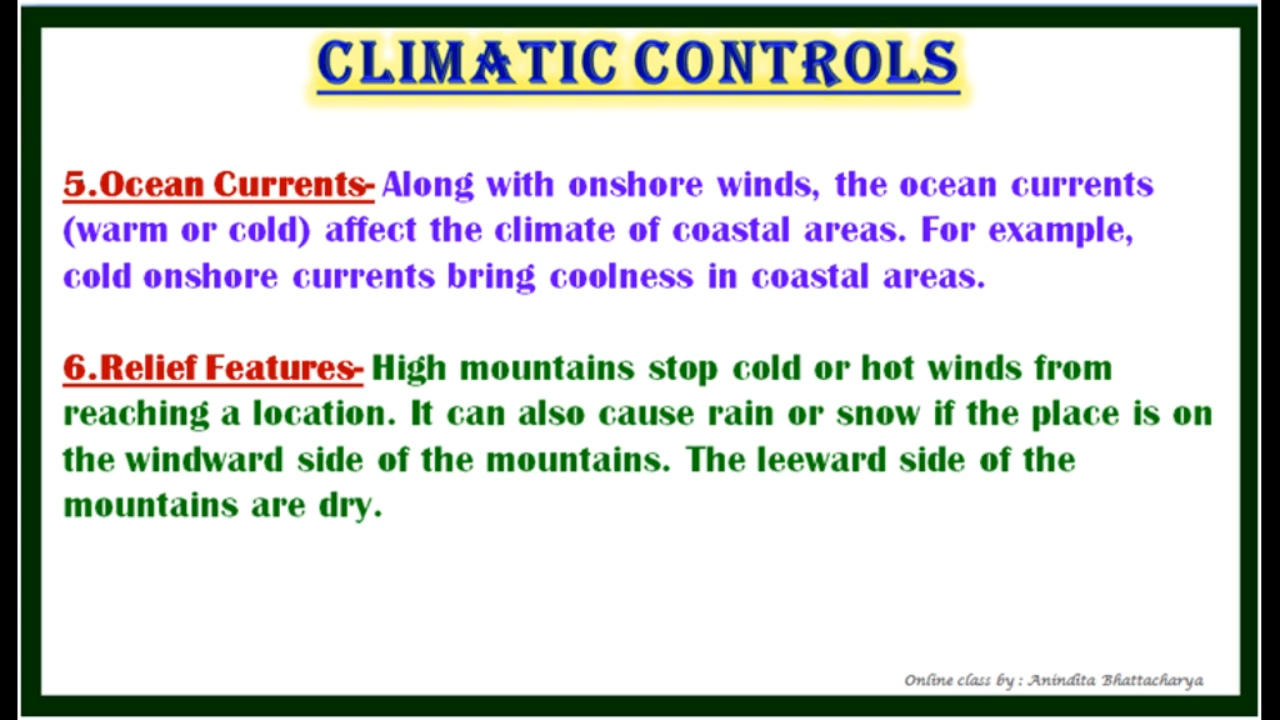 CLIMATIC CONTROLS
5.Ocean Currents- Along with onshore winds, the ocean currents
(warm or cold) affect the climate of coastal areas. For example,
cold onshore currents bring coolness in coastal areas.
6.Relief Features- High mountains stop cold or hot winds from
reaching a location. It can also cause rain or snow if the place is on
the windward side of the mountains. The leeward side of the
mountains are dry.
Online class by : Anindita Bhattacharya